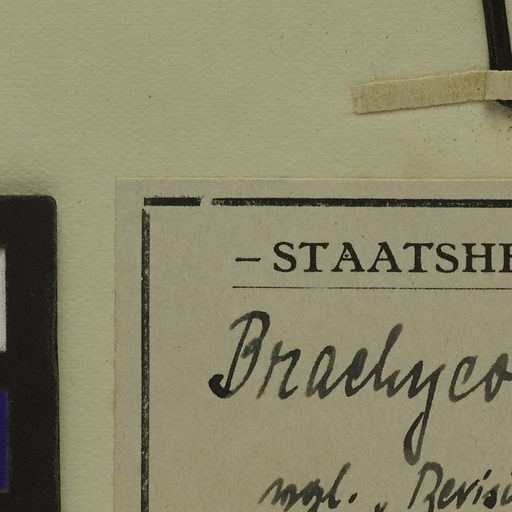 – STAATSHE
Brachyco
vgl. „Revisi